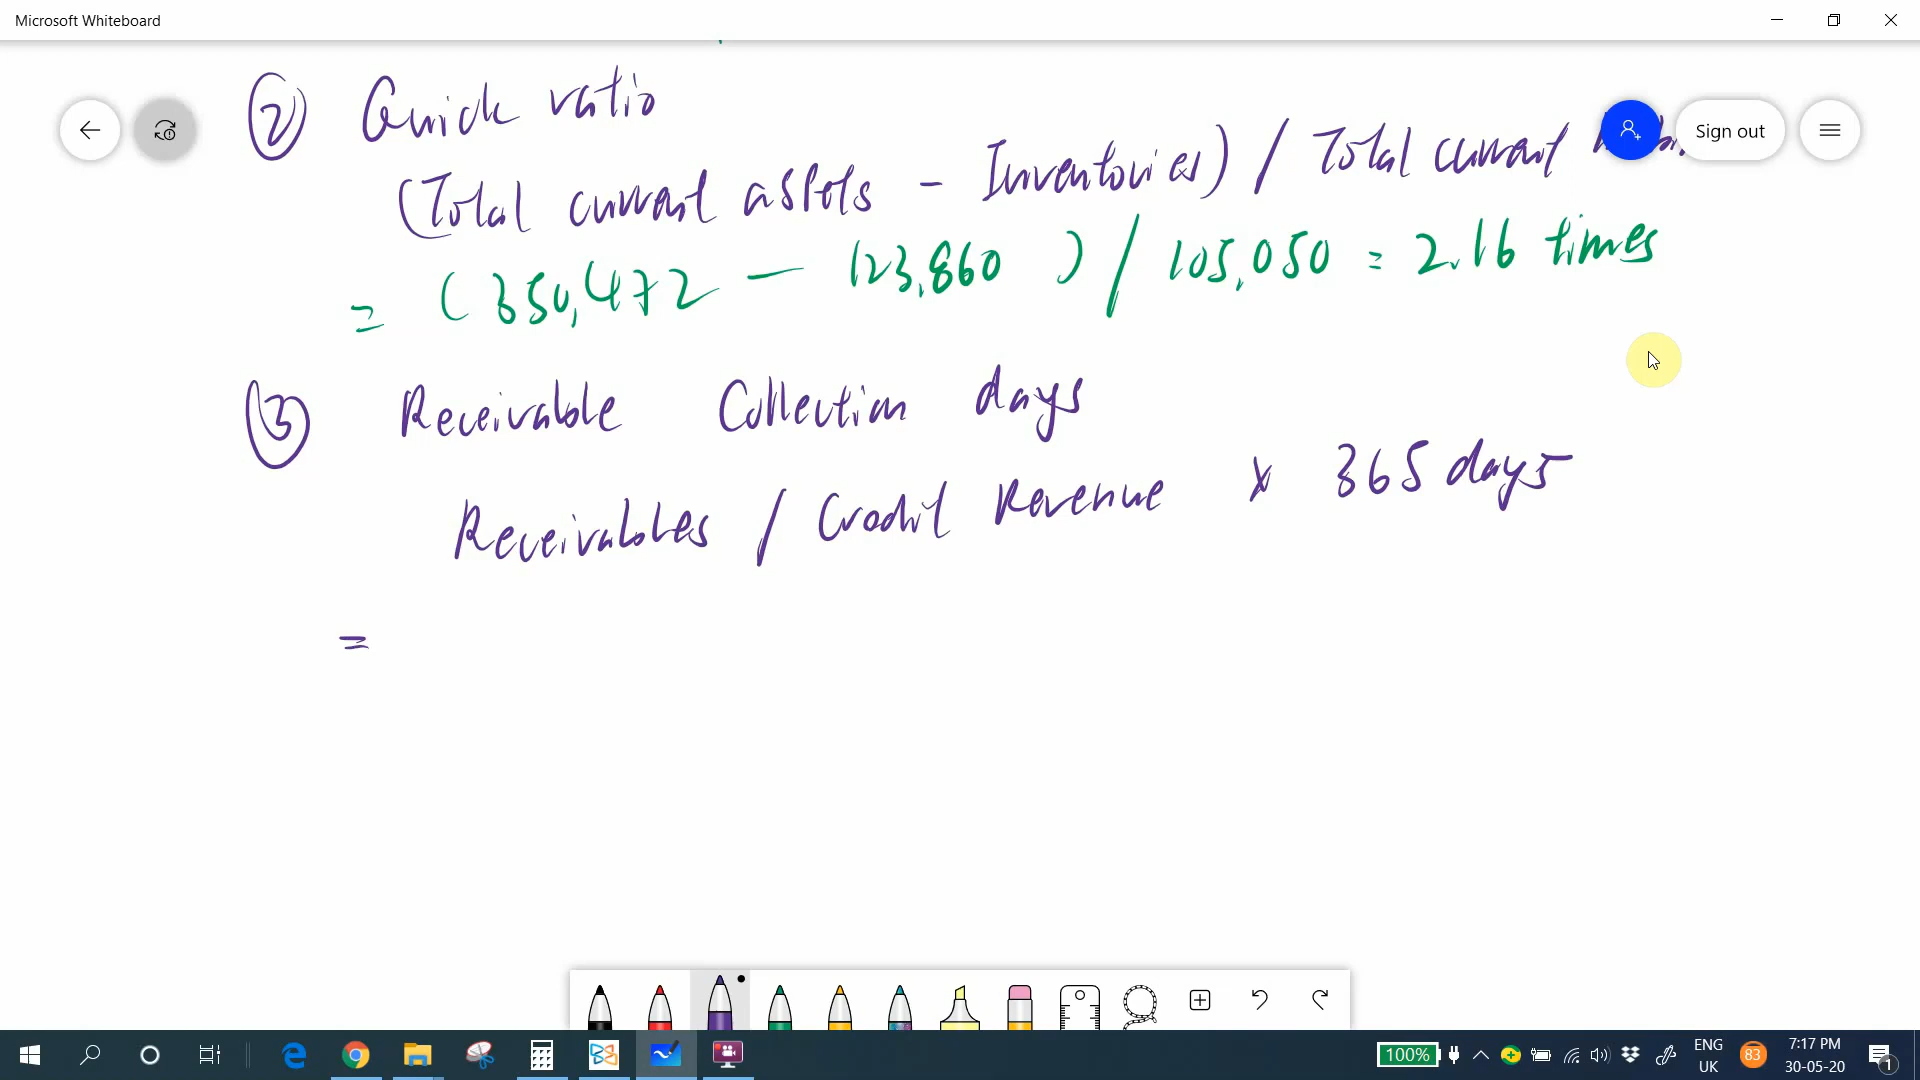 Microsoft Whiteboard
② Quick ratio
(Total current assets - Inventories) / Total current
= (350,472 - 123,860) / 105,050 = 2.16 times
Sign out
③ Receivable Collection days
Receivables / Credit Revenue x 365 days
=
100%
ENG
UK
83
7:17 PM
30-05-20
1